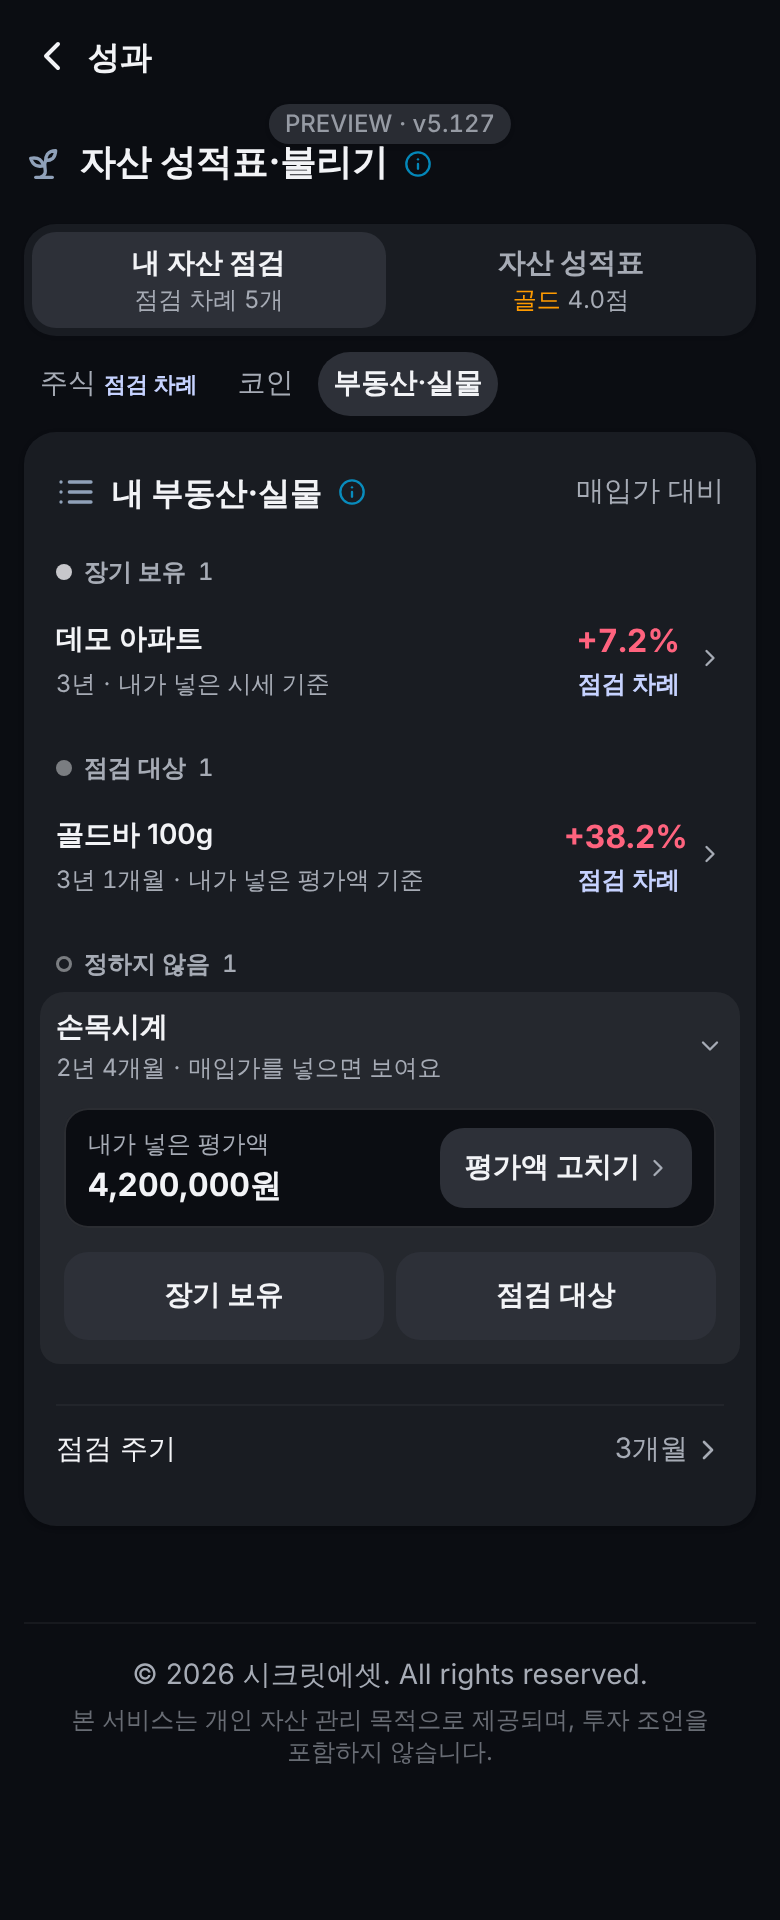 성과
PREVIEW · v5.127
자산 성적표·불리기
내 자산 점검
점검 차례 5개
자산 성적표
골드 4.0점
주식 점검 차례
코인
부동산·실물
내 부동산·실물
매입가 대비
장기 보유 1
데모 아파트
+7.2%
3년 · 내가 넣은 시세 기준
점검 차례
점검 대상 1
골드바 100g
+38.2%
3년 1개월 · 내가 넣은 평가액 기준
점검 차례
정하지 않음 1
손목시계
2년 4개월 · 매입가를 넣으면 보여요
내가 넣은 평가액
4,200,000원
평가액 고치기
장기 보유
점검 대상
점검 주기
3개월
© 2026 시크릿에셋. All rights reserved.
본 서비스는 개인 자산 관리 목적으로 제공되며, 투자 조언을
포함하지 않습니다.